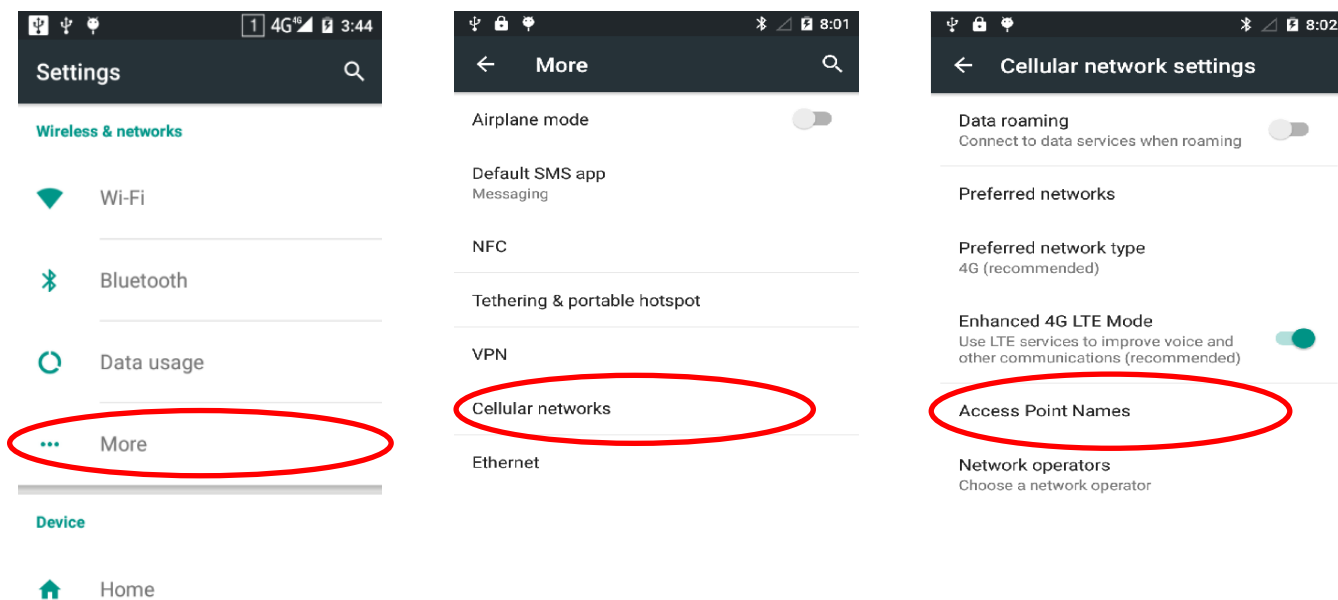 1 4G 4G 3:44
Settings
Wireless & networks
Wi-Fi
Bluetooth
Data usage
More
Device
Home
8:01
More
Airplane mode
Default SMS app
Messaging
NFC
Tethering & portable hotspot
VPN
Cellular networks
Ethernet
8:02
Cellular network settings
Data roaming
Connect to data services when roaming
Preferred networks
Preferred network type
4G (recommended)
Enhanced 4G LTE Mode
Use LTE services to improve voice and
other communications (recommended)
Access Point Names
Network operators
Choose a network operator